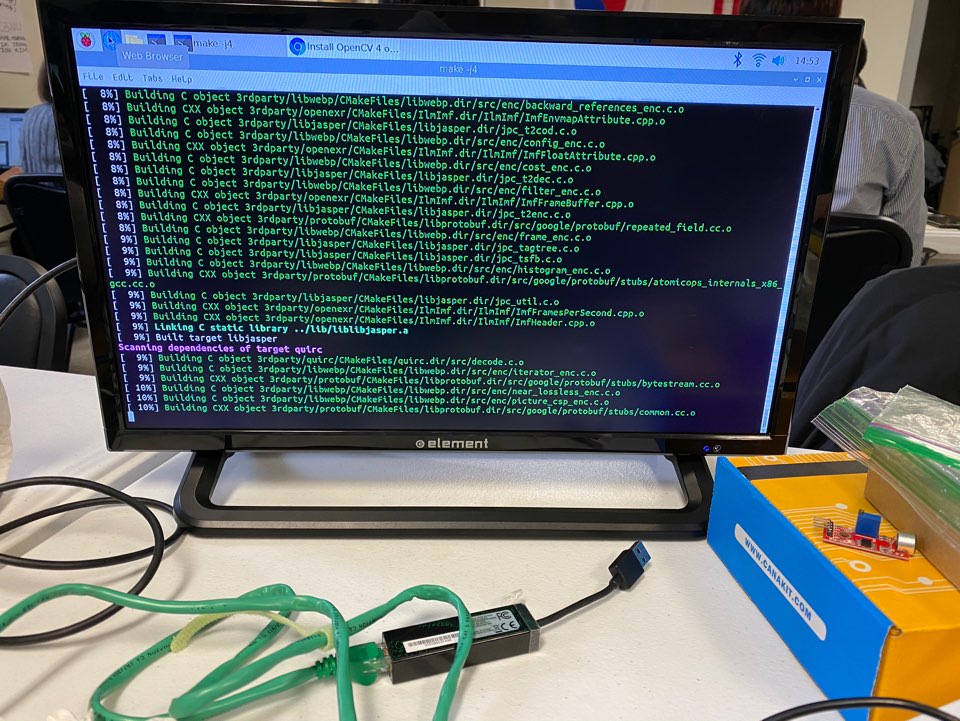 make -j4
Install OpenCV 4 o...
14:53
Web Browser
make -j4
File Edit Tabs Help
[  8%] Building C object 3rdparty/libwebp/CMakeFiles/libwebp.dir/src/enc/backward_references_enc.c.o
[  8%] Building CXX object 3rdparty/openexr/CMakeFiles/IlmImf.dir/IlmImf/ImfEnvmapAttribute.cpp.o
[  8%] Building C object 3rdparty/libjasper/CMakeFiles/libjasper.dir/jpc_t2cod.c.o
[  8%] Building C object 3rdparty/libwebp/CMakeFiles/libwebp.dir/src/enc/config_enc.c.o
[  8%] Building CXX object 3rdparty/openexr/CMakeFiles/IlmImf.dir/IlmImf/ImfFloatAttribute.cpp.o
[  8%] Building C object 3rdparty/libwebp/CMakeFiles/libwebp.dir/src/enc/cost_enc.c.o
[  8%] Building C object 3rdparty/libjasper/CMakeFiles/libjasper.dir/jpc_t2dec.c.o
[  8%] Building C object 3rdparty/libwebp/CMakeFiles/libwebp.dir/src/enc/filter_enc.c.o
[  8%] Building CXX object 3rdparty/openexr/CMakeFiles/IlmImf.dir/IlmImf/ImfFrameBuffer.cpp.o
[  8%] Building C object 3rdparty/libjasper/CMakeFiles/libjasper.dir/jpc_t2enc.c.o
[  8%] Building CXX object 3rdparty/protobuf/CMakeFiles/libprotobuf.dir/src/google/protobuf/repeated_field.cc.o
[  8%] Building C object 3rdparty/libwebp/CMakeFiles/libwebp.dir/src/enc/frame_enc.c.o
[  9%] Building C object 3rdparty/libjasper/CMakeFiles/libjasper.dir/jpc_tagtree.c.o
[  9%] Building C object 3rdparty/libjasper/CMakeFiles/libjasper.dir/jpc_tsfb.c.o
[  9%] Building C object 3rdparty/libwebp/CMakeFiles/libwebp.dir/src/enc/histogram_enc.c.o
[  9%] Building CXX object 3rdparty/protobuf/CMakeFiles/libprotobuf.dir/src/google/protobuf/stubs/atomicops_internals_x86_
gcc.cc.o
[  9%] Building C object 3rdparty/libjasper/CMakeFiles/libjasper.dir/jpc_util.c.o
[  9%] Building CXX object 3rdparty/openexr/CMakeFiles/IlmImf.dir/IlmImf/ImfFramesPerSecond.cpp.o
[  9%] Building CXX object 3rdparty/openexr/CMakeFiles/IlmImf.dir/IlmImf/ImfHeader.cpp.o
[  9%] Linking C static library ../lib/liblibjasper.a
[  9%] Built target libjasper
Scanning dependencies of target quirc
[  9%] Building C object 3rdparty/quirc/CMakeFiles/quirc.dir/src/decode.c.o
[  9%] Building C object 3rdparty/libwebp/CMakeFiles/libwebp.dir/src/enc/iterator_enc.c.o
[  9%] Building CXX object 3rdparty/protobuf/CMakeFiles/libprotobuf.dir/src/google/protobuf/stubs/bytestream.cc.o
[ 10%] Building C object 3rdparty/libwebp/CMakeFiles/libwebp.dir/src/enc/near_lossless_enc.c.o
[ 10%] Building C object 3rdparty/libwebp/CMakeFiles/libwebp.dir/src/enc/picture_csp_enc.c.o
[ 10%] Building CXX object 3rdparty/protobuf/CMakeFiles/libprotobuf.dir/src/google/protobuf/stubs/common.cc.o
element
WWW.CANAKIT.COM
FC CE